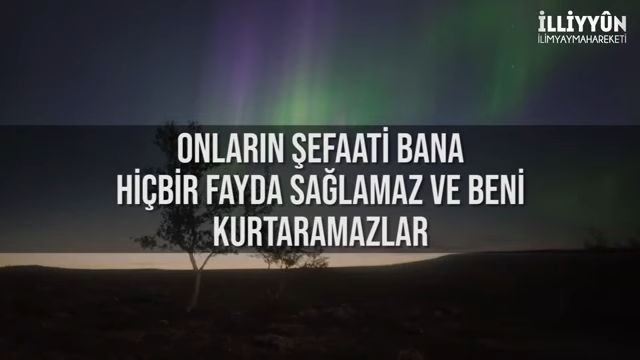 İLLİYYÛN
İLİMYAYMAHAREKETİ
ONLARIN ŞEFAATİ BANA
HİÇBİR FAYDA SAĞLAMAZ VE BENİ
KURTARAMAZLAR